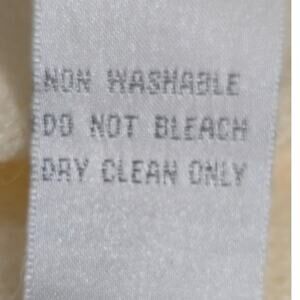 NON WASHABLE
DO NOT BLEACH
DRY CLEAN ONLY